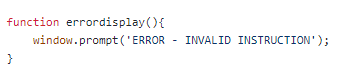 function errordisplay(){
    window.prompt('ERROR - INVALID INSTRUCTION');
}